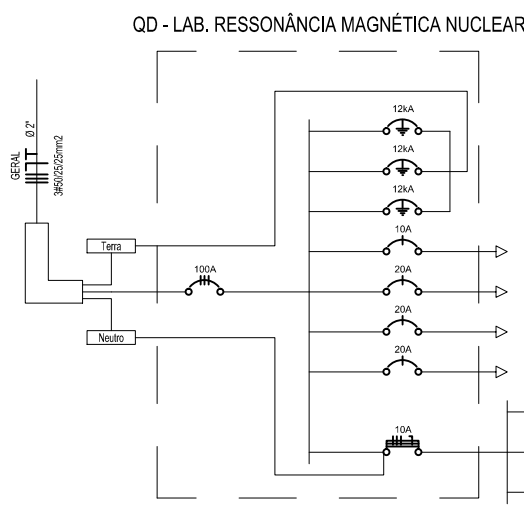 QD - LAB. RESSONÂNCIA MAGNÉTICA NUCLEAR
GERAL
Ø 2"
3#50/25/25mm2
12kA
12kA
12kA
Terra
10A
100A
20A
20A
Neutro
20A
10A